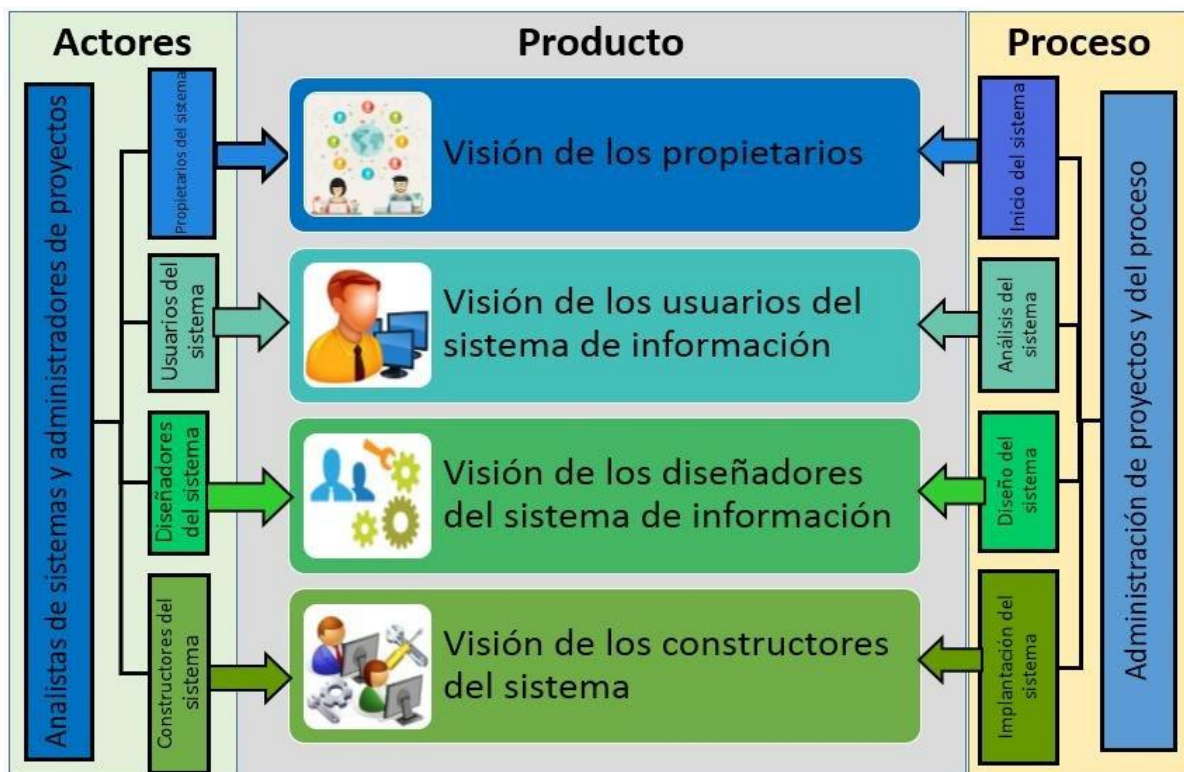 Actores
Producto
Proceso
Analistas de sistemas y administradores de proyectos
Propietarios del sistema
Usuarios del
sistema
Diseñadores
del sistema
Constructores del
sistema
Visión de los propietarios
Visión de los usuarios del
sistema de información
Visión de los diseñadores
del sistema de información
Visión de los constructores
del sistema
Inicio del sistema
Análisis del
sistema
Diseño del
sistema
Implantación del
sistema
Administración de proyectos y del proceso